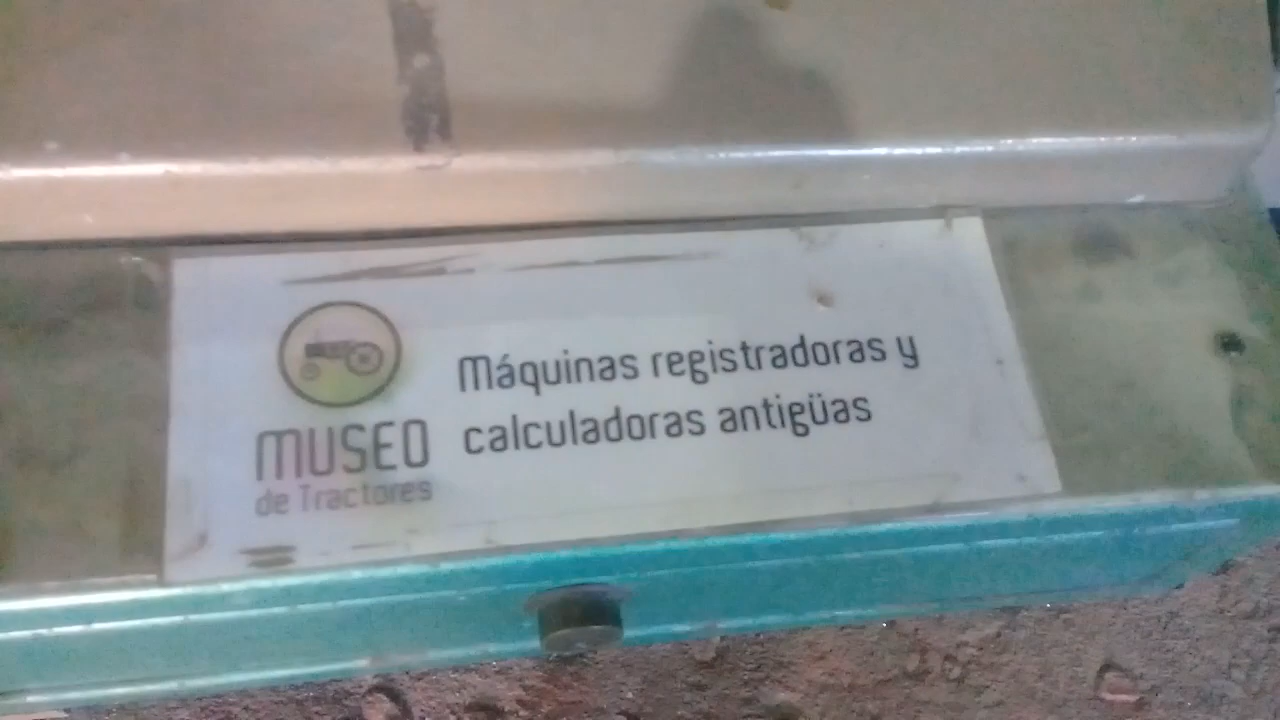 MUSEO
de Tractores
Máquinas registradoras y
calculadoras antigüas